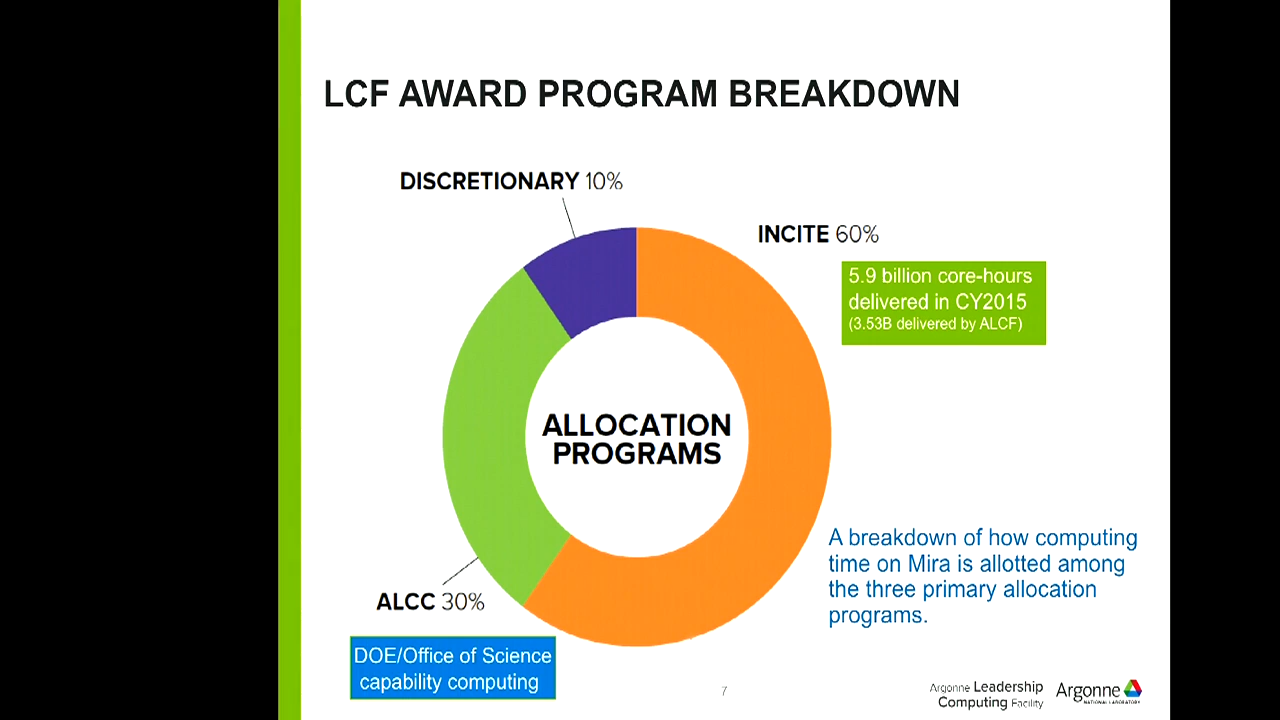 LCF AWARD PROGRAM BREAKDOWN
DISCRETIONARY 10%
INCITE 60%
5.9 billion core-hours
delivered in CY2015
(3.53B delivered by ALCF)
ALLOCATION
PROGRAMS
A breakdown of how computing
time on Mira is allotted among
the three primary allocation
programs.
ALCC 30%
DOE/Office of Science
capability computing
7
Argonne Leadership
Computing Facility
Argonne
NATIONAL LABORATORY